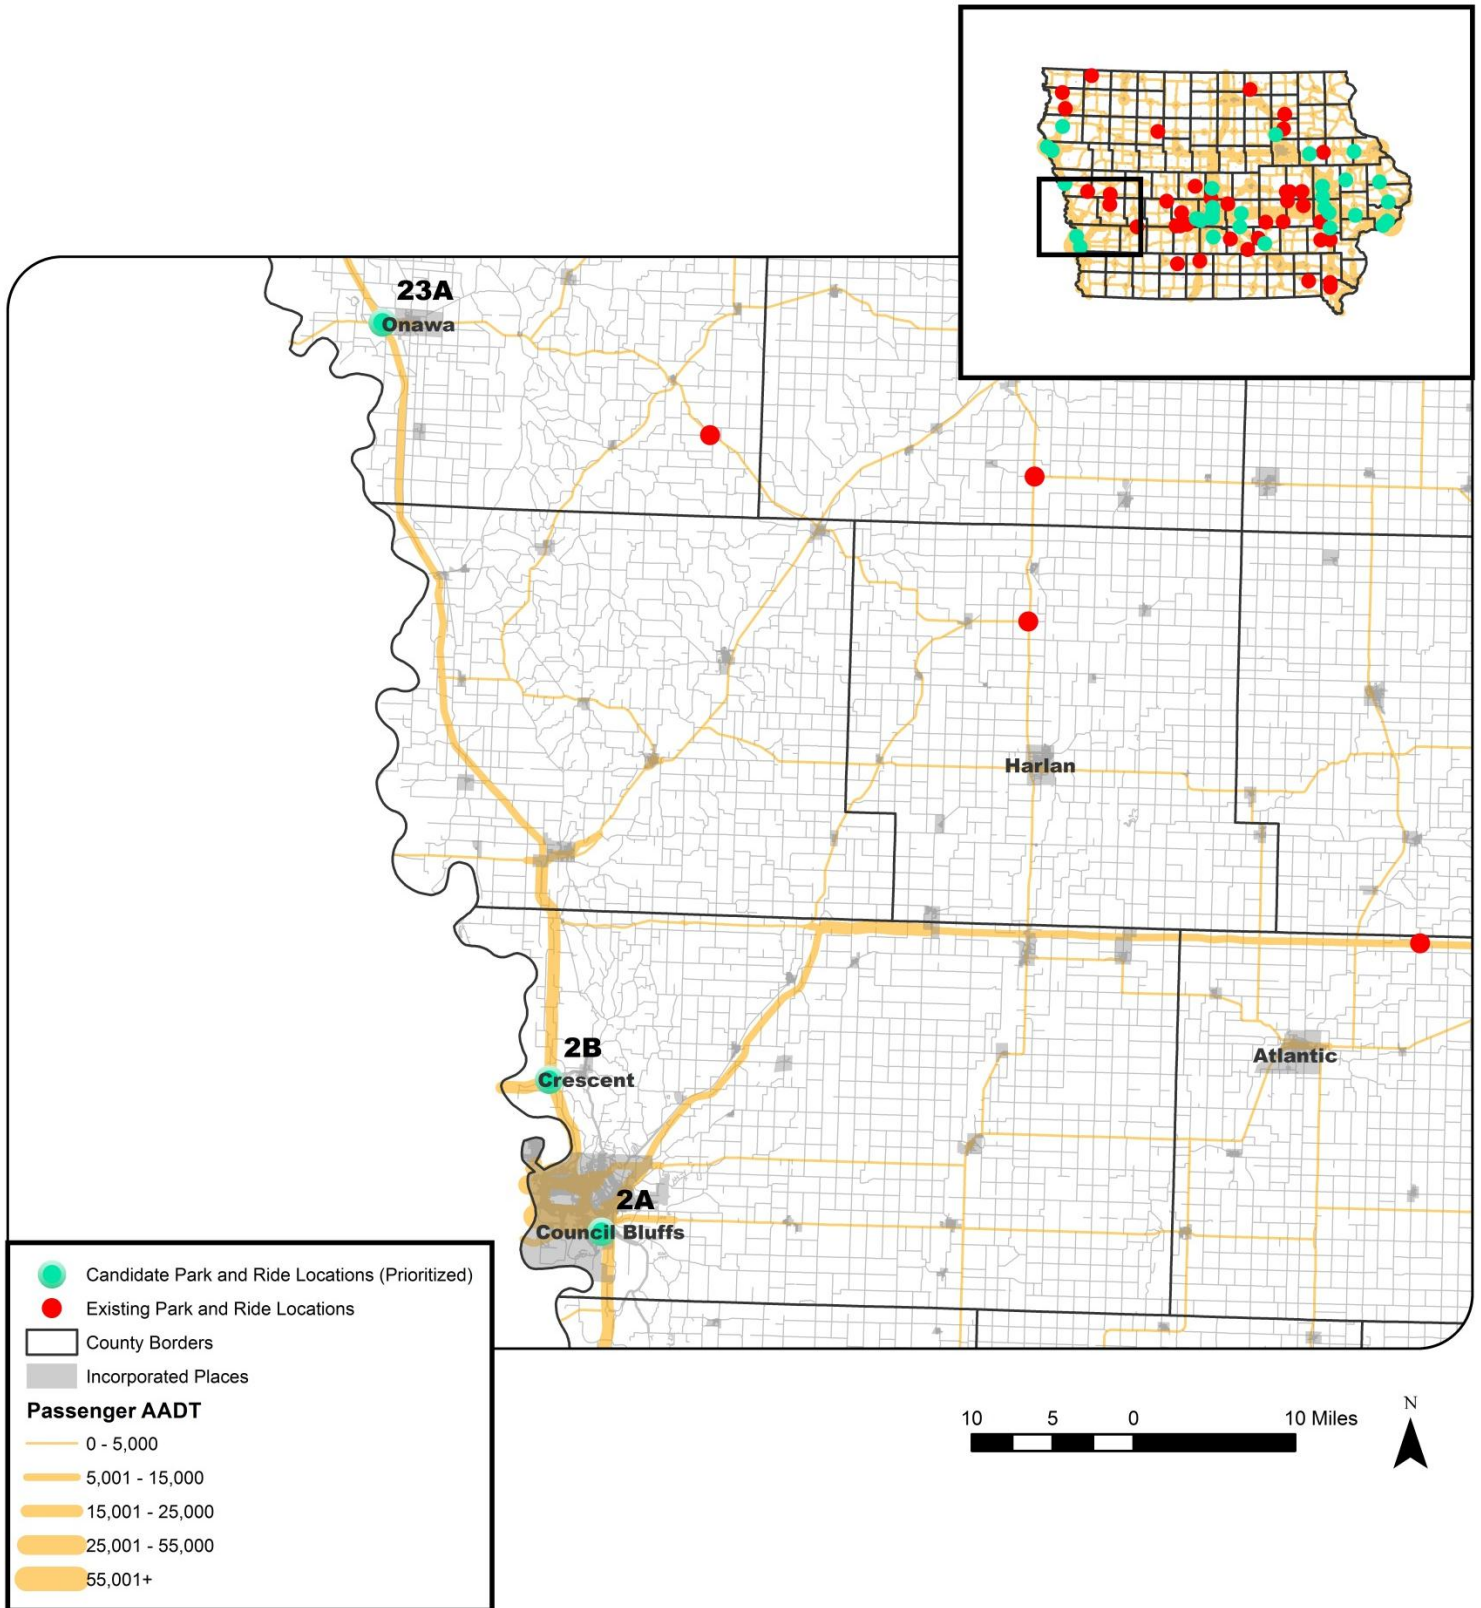 23A
Onawa
Harlan
2B
Crescent
Atlantic
2A
Council Bluffs
Candidate Park and Ride Locations (Prioritized)
Existing Park and Ride Locations
County Borders
Incorporated Places
Passenger AADT
0 - 5,000
5,001 - 15,000
15,001 - 25,000
25,001 - 55,000
55,001+
10 5 0 10 Miles
N